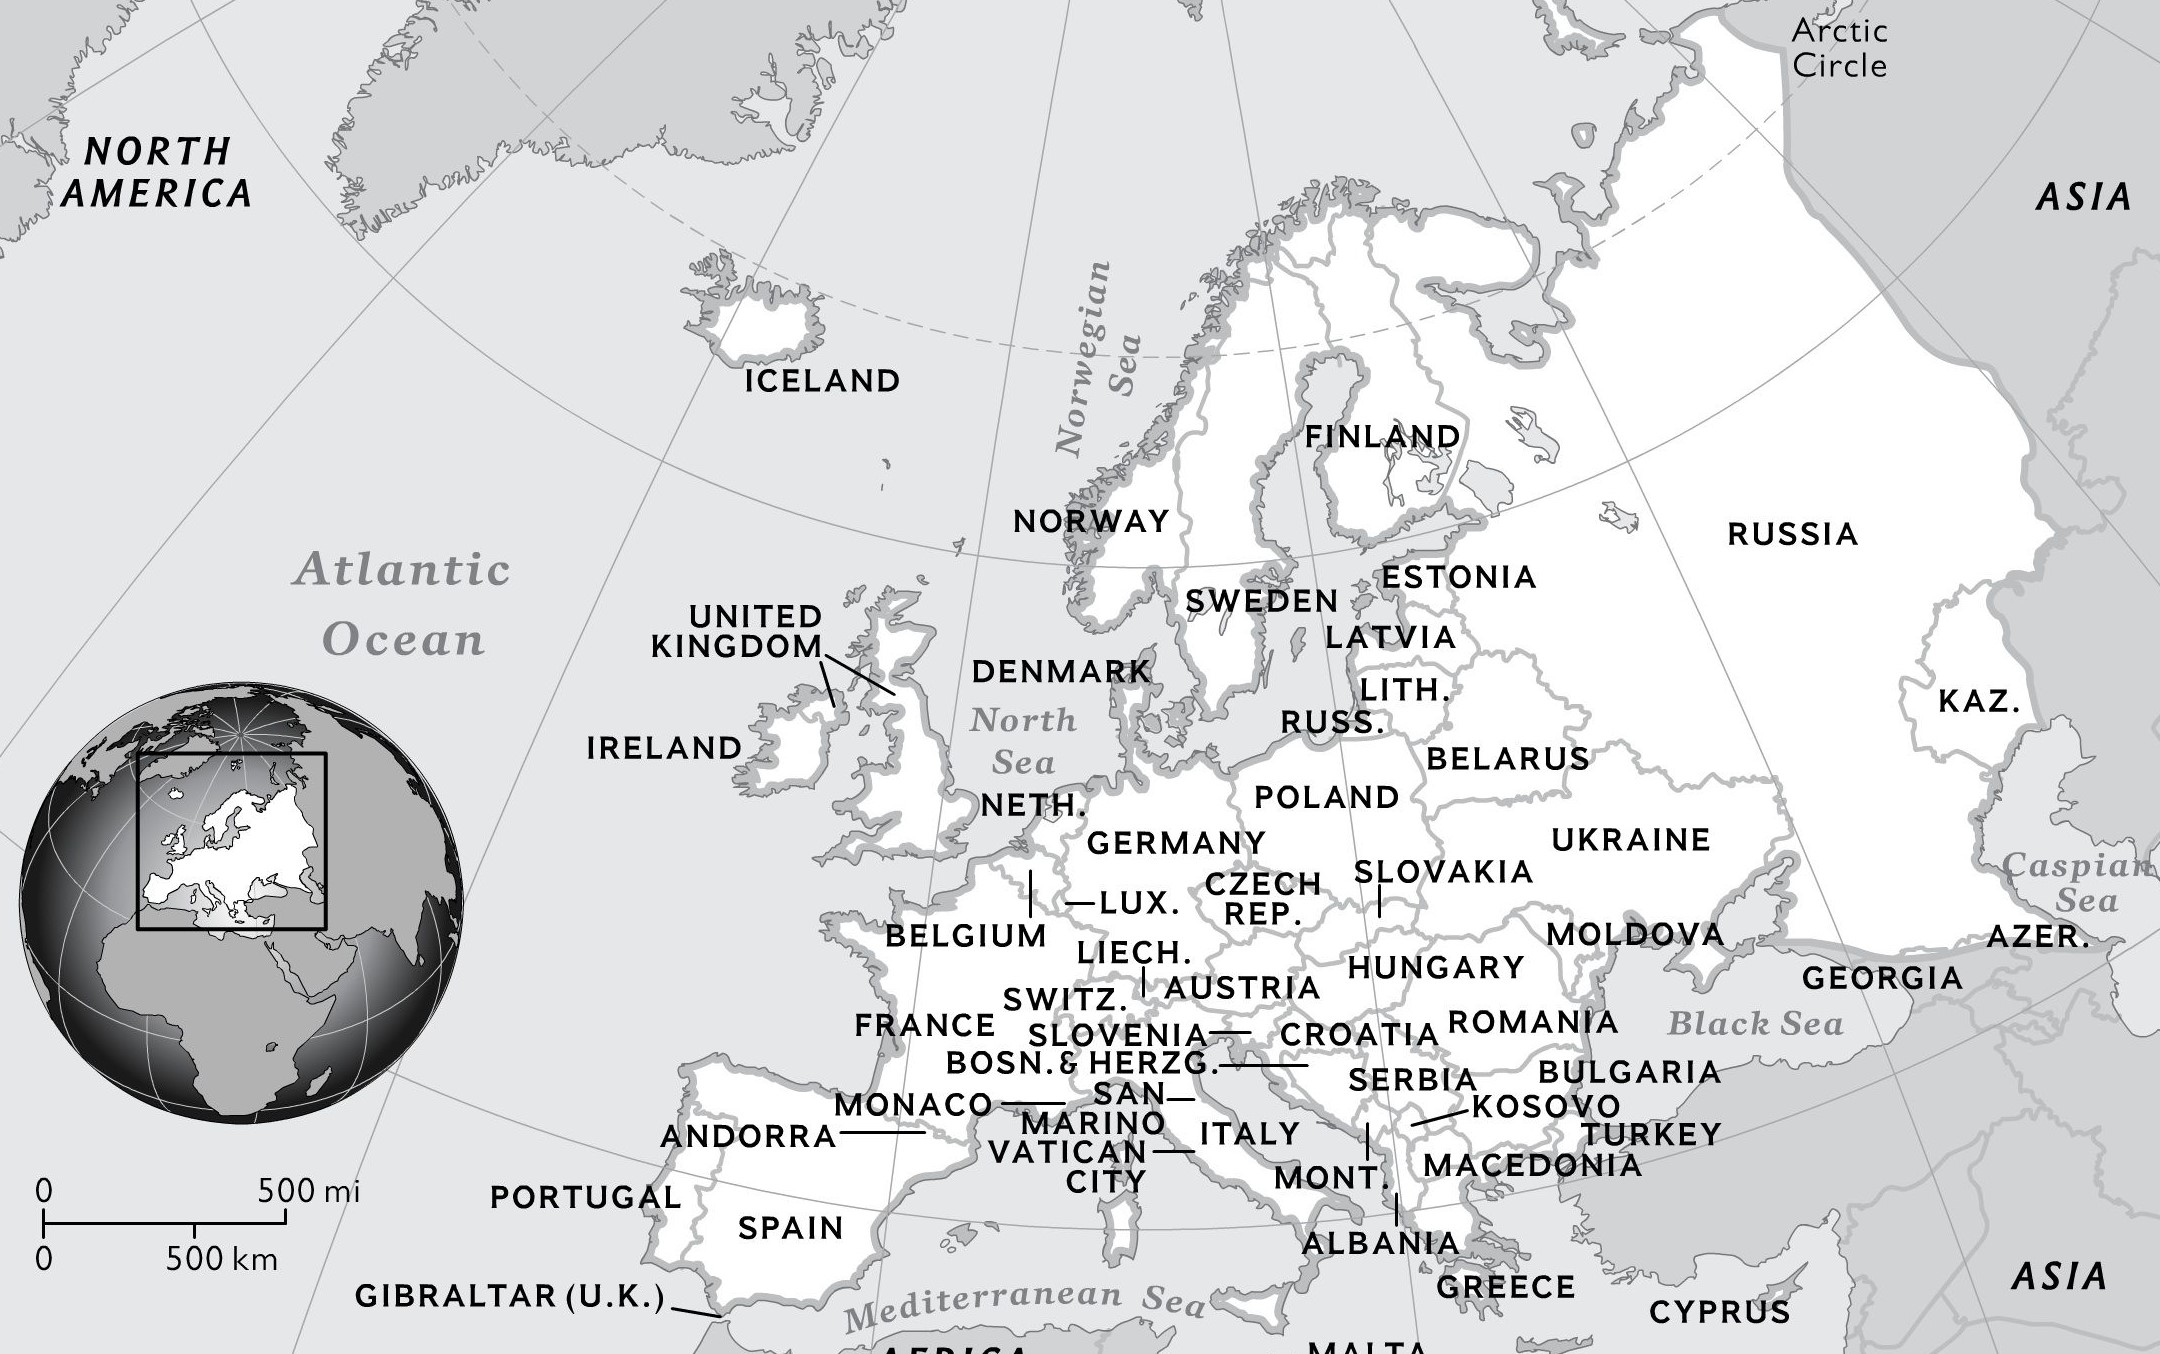 Arctic
Circle
NORTH
AMERICA
ASIA
ICELAND
Norwegian
Sea
FINLAND
NORWAY
RUSSIA
Atlantic
Ocean
ESTONIA
SWEDEN
UNITED
KINGDOM
LATVIA
DENMARK
LITH.
KAZ.
North
Sea
RUSS.
IRELAND
BELARUS
NETH.
POLAND
GERMANY
UKRAINE
SLOVAKIA
Caspian
Sea
CZECH
REP.
LUX.
BELGIUM
MOLDOVA
AZER.
LIECH.
HUNGARY
GEORGIA
AUSTRIA
SWITZ.
FRANCE
SLOVENIA
CROATIA
ROMANIA
Black Sea
BOSN. & HERZG.
SERBIA
BULGARIA
MONACO
SAN
MARINO
KOSOVO
ANDORRA
ITALY
TURKEY
VATICAN
CITY
MACEDONIA
MONT.
0 500 mi
0 500 km
PORTUGAL
SPAIN
ALBANIA
GREECE
ASIA
GIBRALTAR (U.K.)
Mediterranean Sea
CYPRUS
MALTA
AFRICA